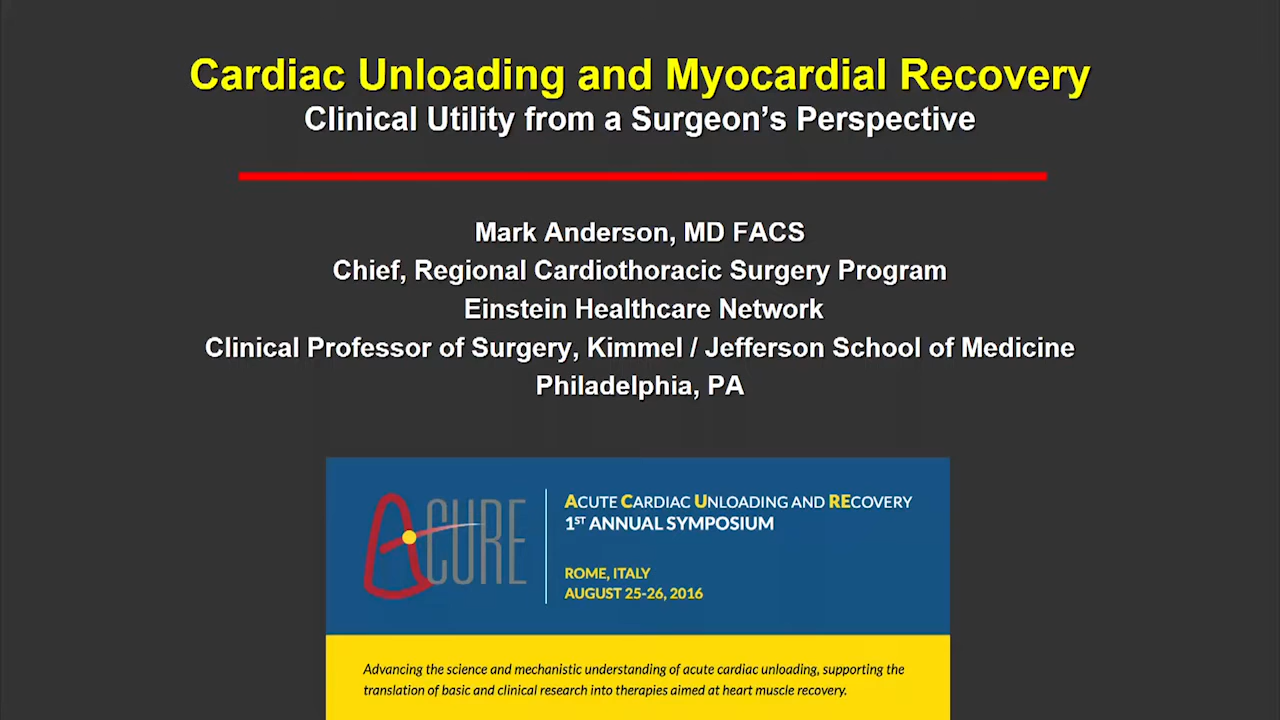 Cardiac Unloading and Myocardial Recovery
Clinical Utility from a Surgeon's Perspective
Mark Anderson, MD FACS
Chief, Regional Cardiothoracic Surgery Program
Einstein Healthcare Network
Clinical Professor of Surgery, Kimmel / Jefferson School of Medicine
Philadelphia, PA
A-CURE
ACUTE CARDIAC UNLOADING AND RECOVERY
1ST ANNUAL SYMPOSIUM
ROME, ITALY
AUGUST 25-26, 2016
Advancing the science and mechanistic understanding of acute cardiac unloading, supporting the
translation of basic and clinical research into therapies aimed at heart muscle recovery.